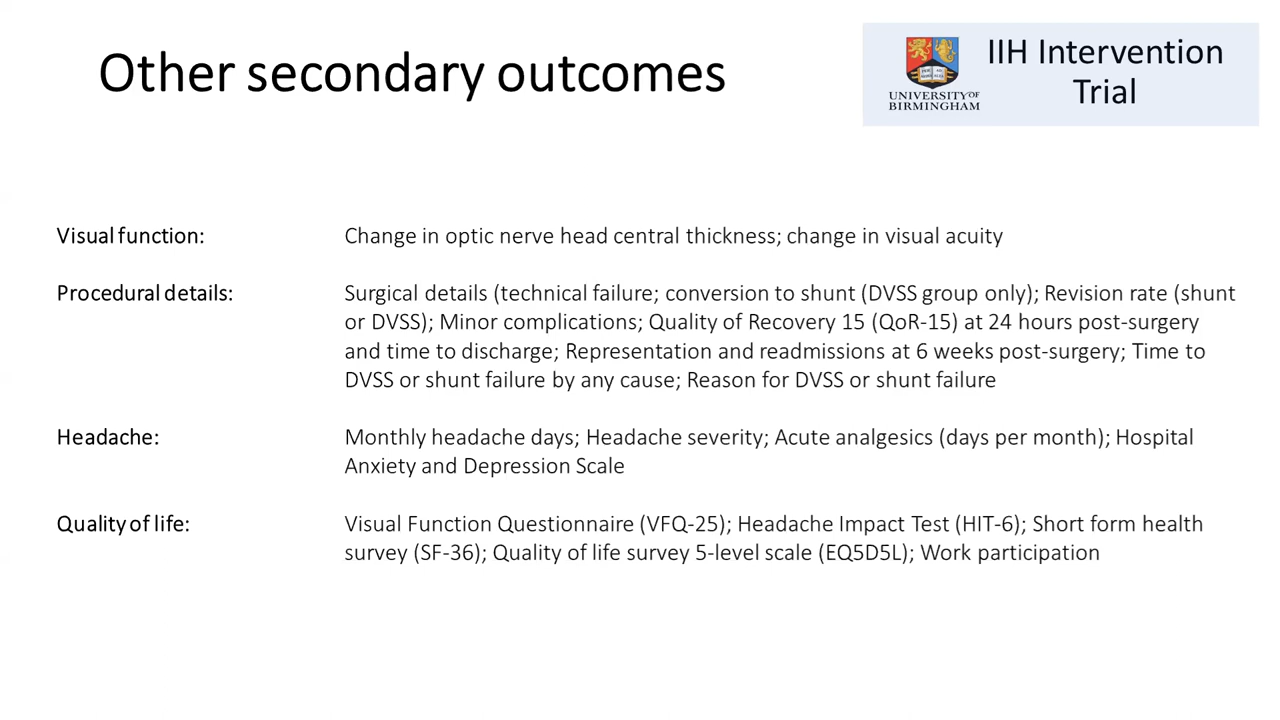 Other secondary outcomes
UNIVERSITY OF
BIRMINGHAM
IIH Intervention
Trial
Visual function:
Change in optic nerve head central thickness; change in visual acuity
Procedural details:
Surgical details (technical failure; conversion to shunt (DVSS group only); Revision rate (shunt
or DVSS); Minor complications; Quality of Recovery 15 (QoR-15) at 24 hours post-surgery
and time to discharge; Representation and readmissions at 6 weeks post-surgery; Time to
DVSS or shunt failure by any cause; Reason for DVSS or shunt failure
Headache:
Monthly headache days; Headache severity; Acute analgesics (days per month); Hospital
Anxiety and Depression Scale
Quality of life:
Visual Function Questionnaire (VFQ-25); Headache Impact Test (HIT-6); Short form health
survey (SF-36); Quality of life survey 5-level scale (EQ5D5L); Work participation